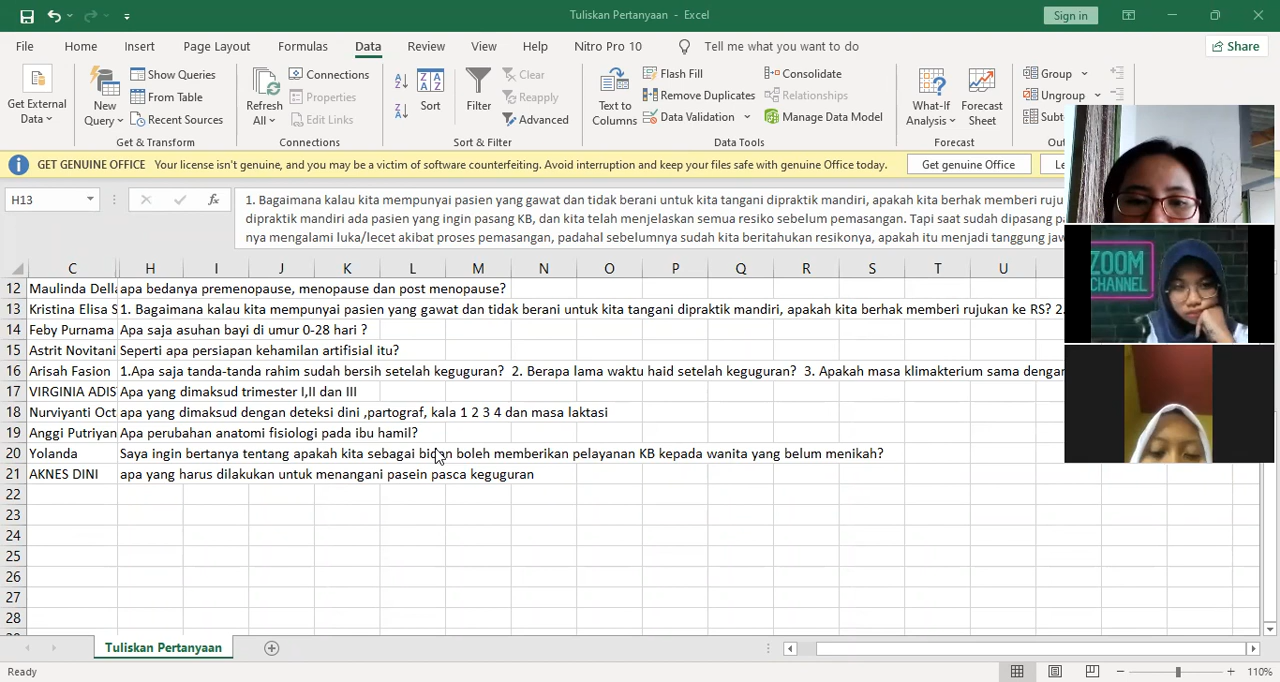 Tuliskan Pertanyaan - Excel
Sign in
File Home Insert Page Layout Formulas Data Review View Help Nitro Pro 10 Tell me what you want to do Share
Get External Data
New Query
Show Queries
From Table
Recent Sources
Get & Transform
Refresh All
Connections
Properties
Edit Links
Connections
Sort
Filter
Clear
Reapply
Advanced
Sort & Filter
Text to Columns
Flash Fill
Remove Duplicates
Data Validation
Consolidate
Relationships
Manage Data Model
Data Tools
What-If Analysis
Forecast Sheet
Forecast
Group
Ungroup
GET GENUINE OFFICE Your license isn't genuine, and you may be a victim of software counterfeiting. Avoid interruption and keep your files safe with genuine Office today. Get genuine Office
H13
fx
1. Bagaimana kalau kita mempunyai pasien yang gawat dan tidak berani untuk kita tangani dipraktik mandiri, apakah kita berhak memberi
dipraktik mandiri ada pasien yang ingin pasang KB, dan kita telah menjelaskan semua resiko sebelum pemasangan. Tapi saat sudah dipasang
nya mengalami luka/lecet akibat proses pemasangan, padahal sebelumnya sudah kita beritahukan resikonya, apakah itu menjadi tanggung
C H I J K L M N O P Q R S T U
12 Maulinda apa bedanya premenopause, menopause dan post menopause?
13 Kristina Elisa S 1. Bagaimana kalau kita mempunyai pasien yang gawat dan tidak berani untuk kita tangani dipraktik mandiri, apakah kita berhak memberi rujukan ke RS? 2.
14 Feby Purnama Apa saja asuhan bayi di umur 0-28 hari ?
15 Astrit Novitani Seperti apa persiapan kehamilan artifisial itu?
16 Arisah Fasion 1.Apa saja tanda-tanda rahim sudah bersih setelah keguguran? 2. Berapa lama waktu haid setelah keguguran? 3. Apakah masa klimakterium sama dengan
17 VIRGINIA ADIS Apa yang dimaksud trimester I,II dan III
18 Nurviyanti Oct apa yang dimaksud dengan deteksi dini ,partograf, kala 1 2 3 4 dan masa laktasi
19 Anggi Putriyan Apa perubahan anatomi fisiologi pada ibu hamil?
20 Yolanda Saya ingin bertanya tentang apakah kita sebagai bidan boleh memberikan pelayanan KB kepada wanita yang belum menikah?
21 AKNES DINI apa yang harus dilakukan untuk menangani pasein pasca keguguran
22
23
24
25
26
27
28
ZOOM
CHANNEL
Tuliskan Pertanyaan
Ready
110%